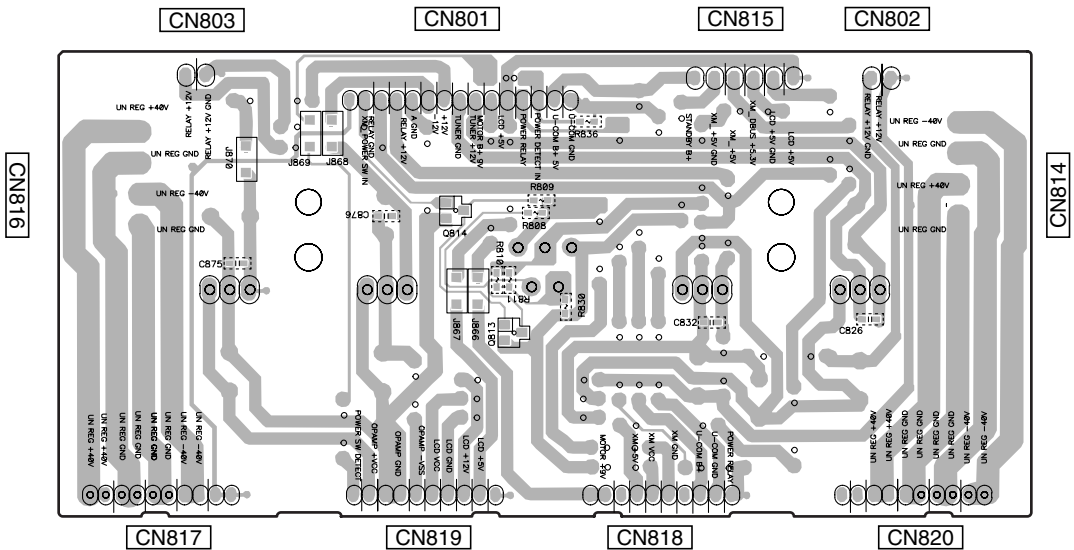 CN803
CN801
CN815
CN802
CN816
CN814
UN REG +40V
UN REG GND
UN REG -40V
UN REG GND
RELAY +12V
RELAY +12V GND
J870
J869
J868
XMO_POWER SW IN
RELAY GND
RELAY +12V
A GND
-12V
+12V
TUNER GND
TUNER +12V
MOTOR B+ 9V
LCD +5V
POWER RELAY
POWER DETECT IN
U-COM B+ 5V
U-COM GND
R836
STANDBY B+
XM_+5V GND
XM_+5V
XM_DBUS +5.3V
LCD +5V GND
LCD +5V
RELAY +12V GND
RELAY +12V
UN REG -40V
UN REG GND
UN REG +40V
UN REG GND
R809
R808
C876
Q814
C875
R810
R811
R830
J867
J866
Q813
C832
C826
UN REG +40V
UN REG +40V
UN REG GND
UN REG GND
UN REG GND
UN REG GND
UN REG -40V
UN REG -40V
POWER SW DETECT
OPAMP +VCC
OPAMP GND
OPAMP -VSS
LCD VCC
LCD GND
LCD +12V
LCD +5V
MOTOR +9V
XMO+5V
XM VCC
XM GND
U-COM B+
U-COM GND
POWER RELAY
UN REG +40V
UN REG +40V
UN REG GND
UN REG GND
UN REG GND
UN REG GND
UN REG -40V
UN REG -40V
CN817
CN819
CN818
CN820